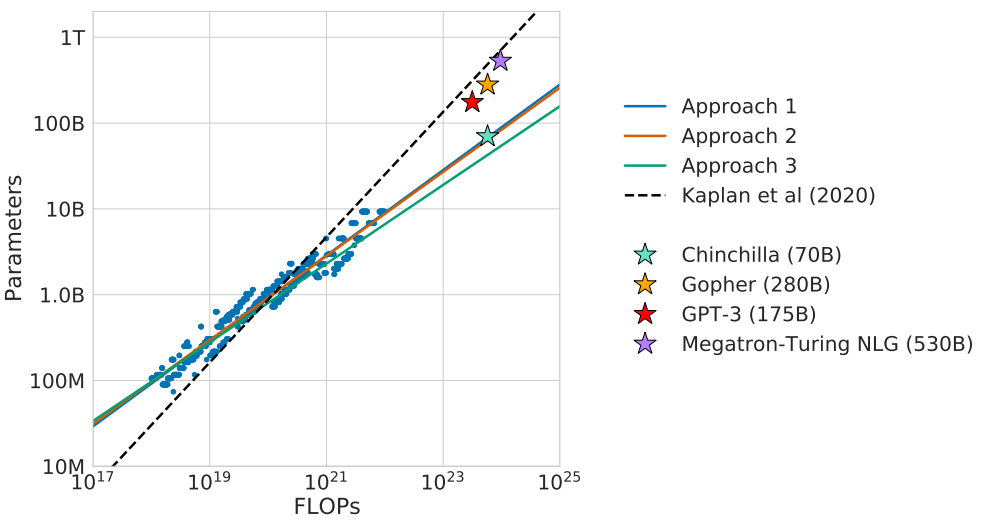 1T
100B
10B
1.0B
100M
10M
Parameters
10^17
10^19
10^21
10^23
10^25
FLOPs
Approach 1
Approach 2
Approach 3
Kaplan et al (2020)
Chinchilla (70B)
Gopher (280B)
GPT-3 (175B)
Megatron-Turing NLG (530B)